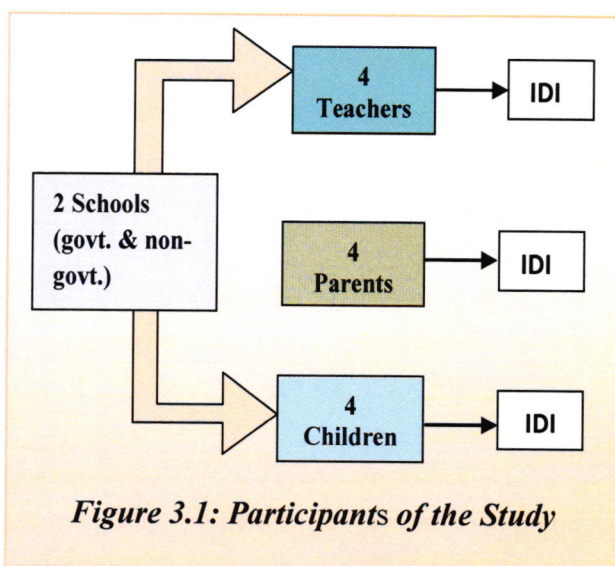 4
Teachers
IDI
2 Schools
(govt. & non-
govt.)
4
Parents
IDI
4
Children
IDI
Figure 3.1: Participants of the Study